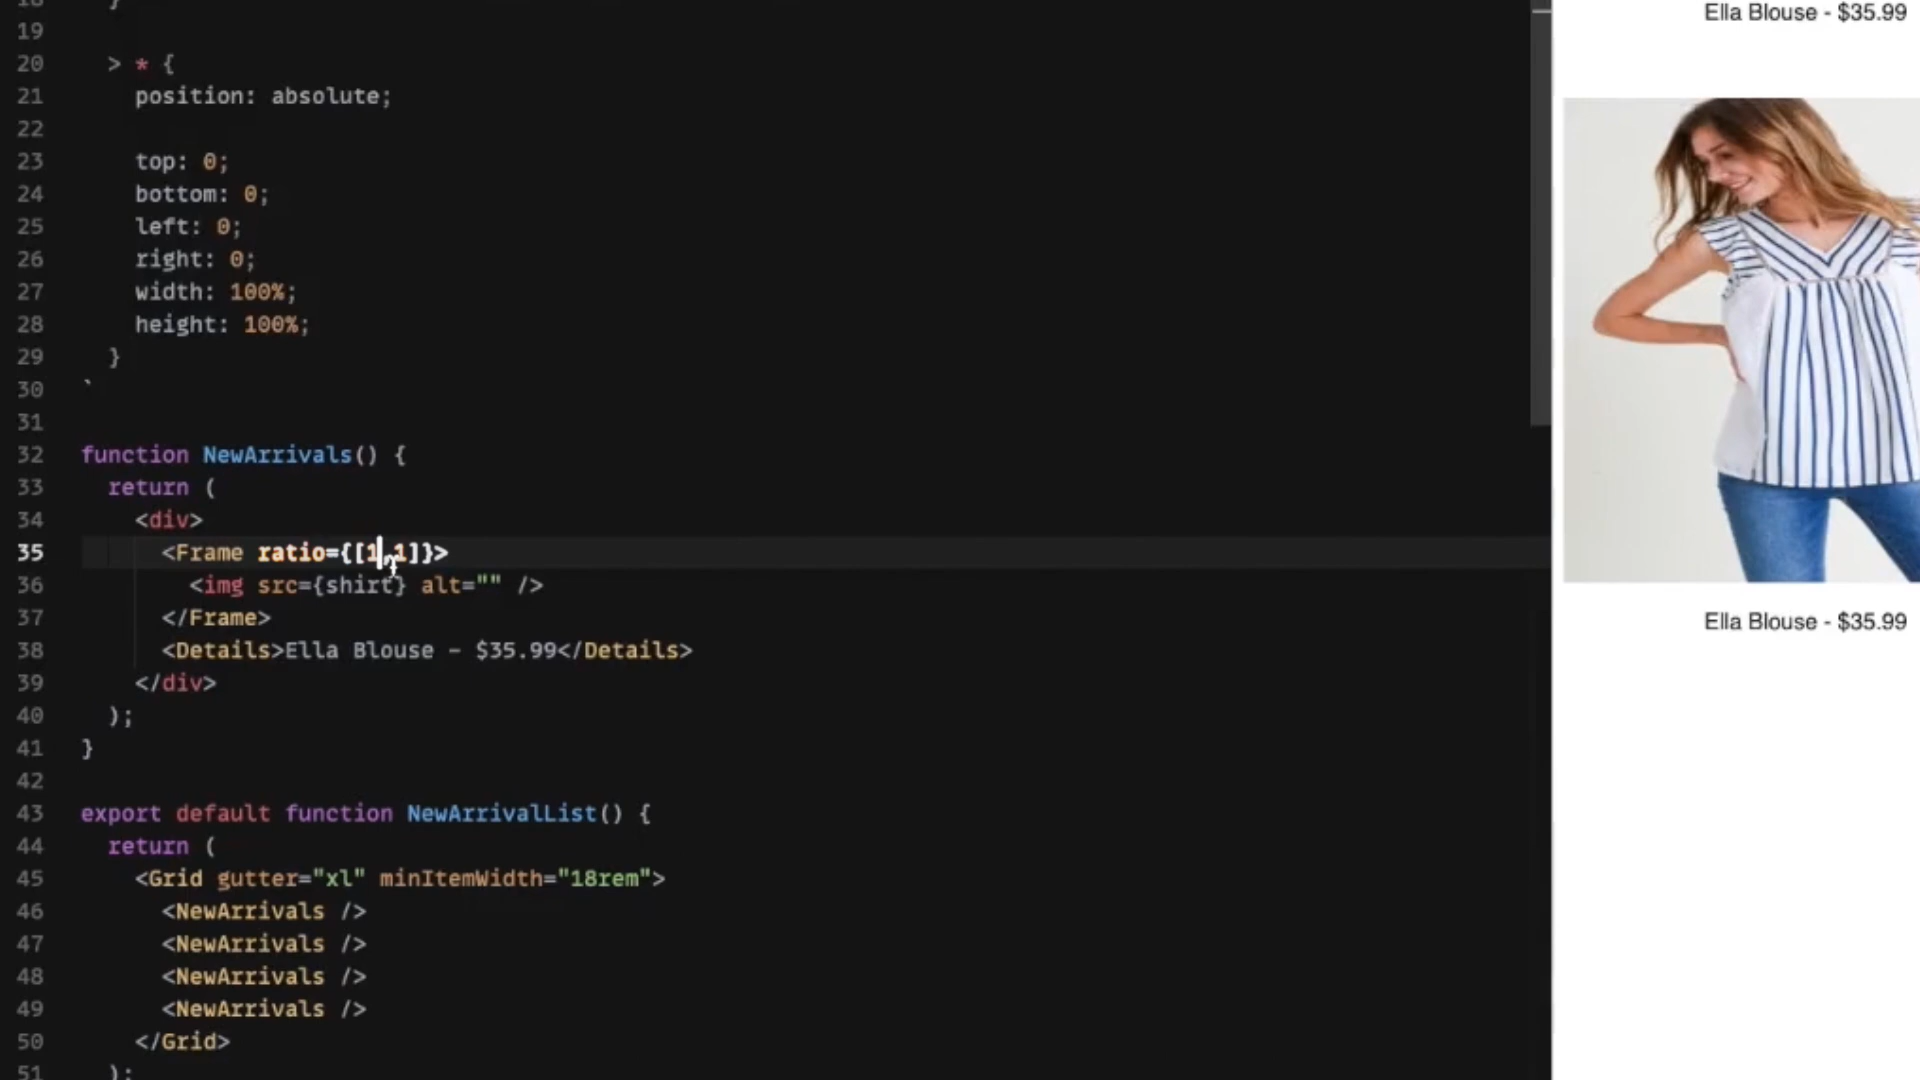 18 }
19
20 > * {
21 position: absolute;
22
23 top: 0;
24 bottom: 0;
25 left: 0;
26 right: 0;
27 width: 100%;
28 height: 100%;
29 }
30 `
31
32 function NewArrivals() {
33 return (
34 <div>
35 <Frame ratio={[1,1]}>
36 <img src={shirt} alt="" />
37 </Frame>
38 <Details>Ella Blouse - $35.99</Details>
39 </div>
40 );
41 }
42
43 export default function NewArrivalList() {
44 return (
45 <Grid gutter="xl" minItemWidth="18rem">
46 <NewArrivals />
47 <NewArrivals />
48 <NewArrivals />
49 <NewArrivals />
50 </Grid>
51 );
Ella Blouse - $35.99
Ella Blouse - $35.99